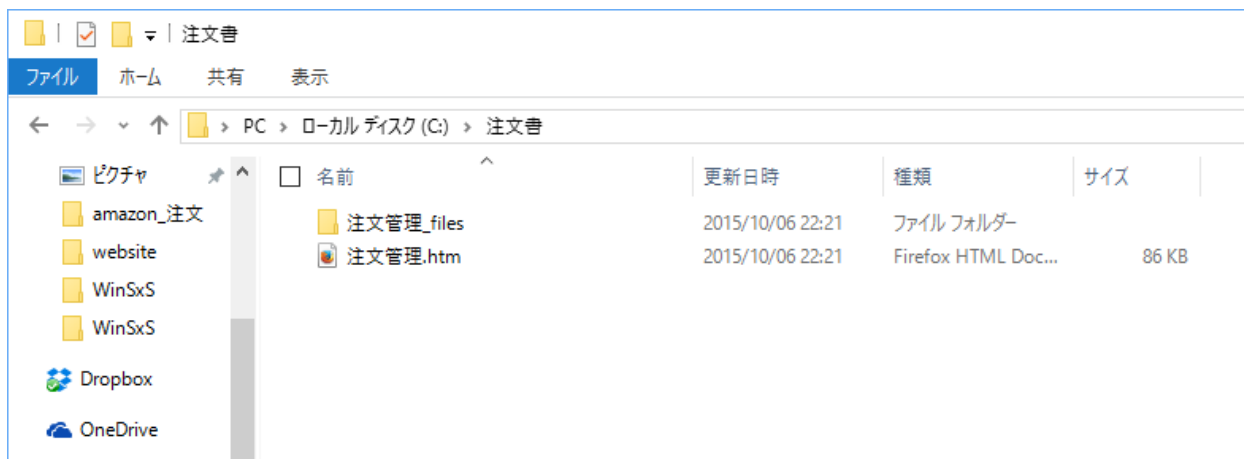 注文書
ファイル ホーム 共有 表示
PC ローカル ディスク (C:) 注文書
ピクチャ
amazon_注文
website
WinSxS
WinSxS
Dropbox
OneDrive
名前 更新日時 種類 サイズ
注文管理_files 2015/10/06 22:21 ファイル フォルダー
注文管理.htm 2015/10/06 22:21 Firefox HTML Doc... 86 KB